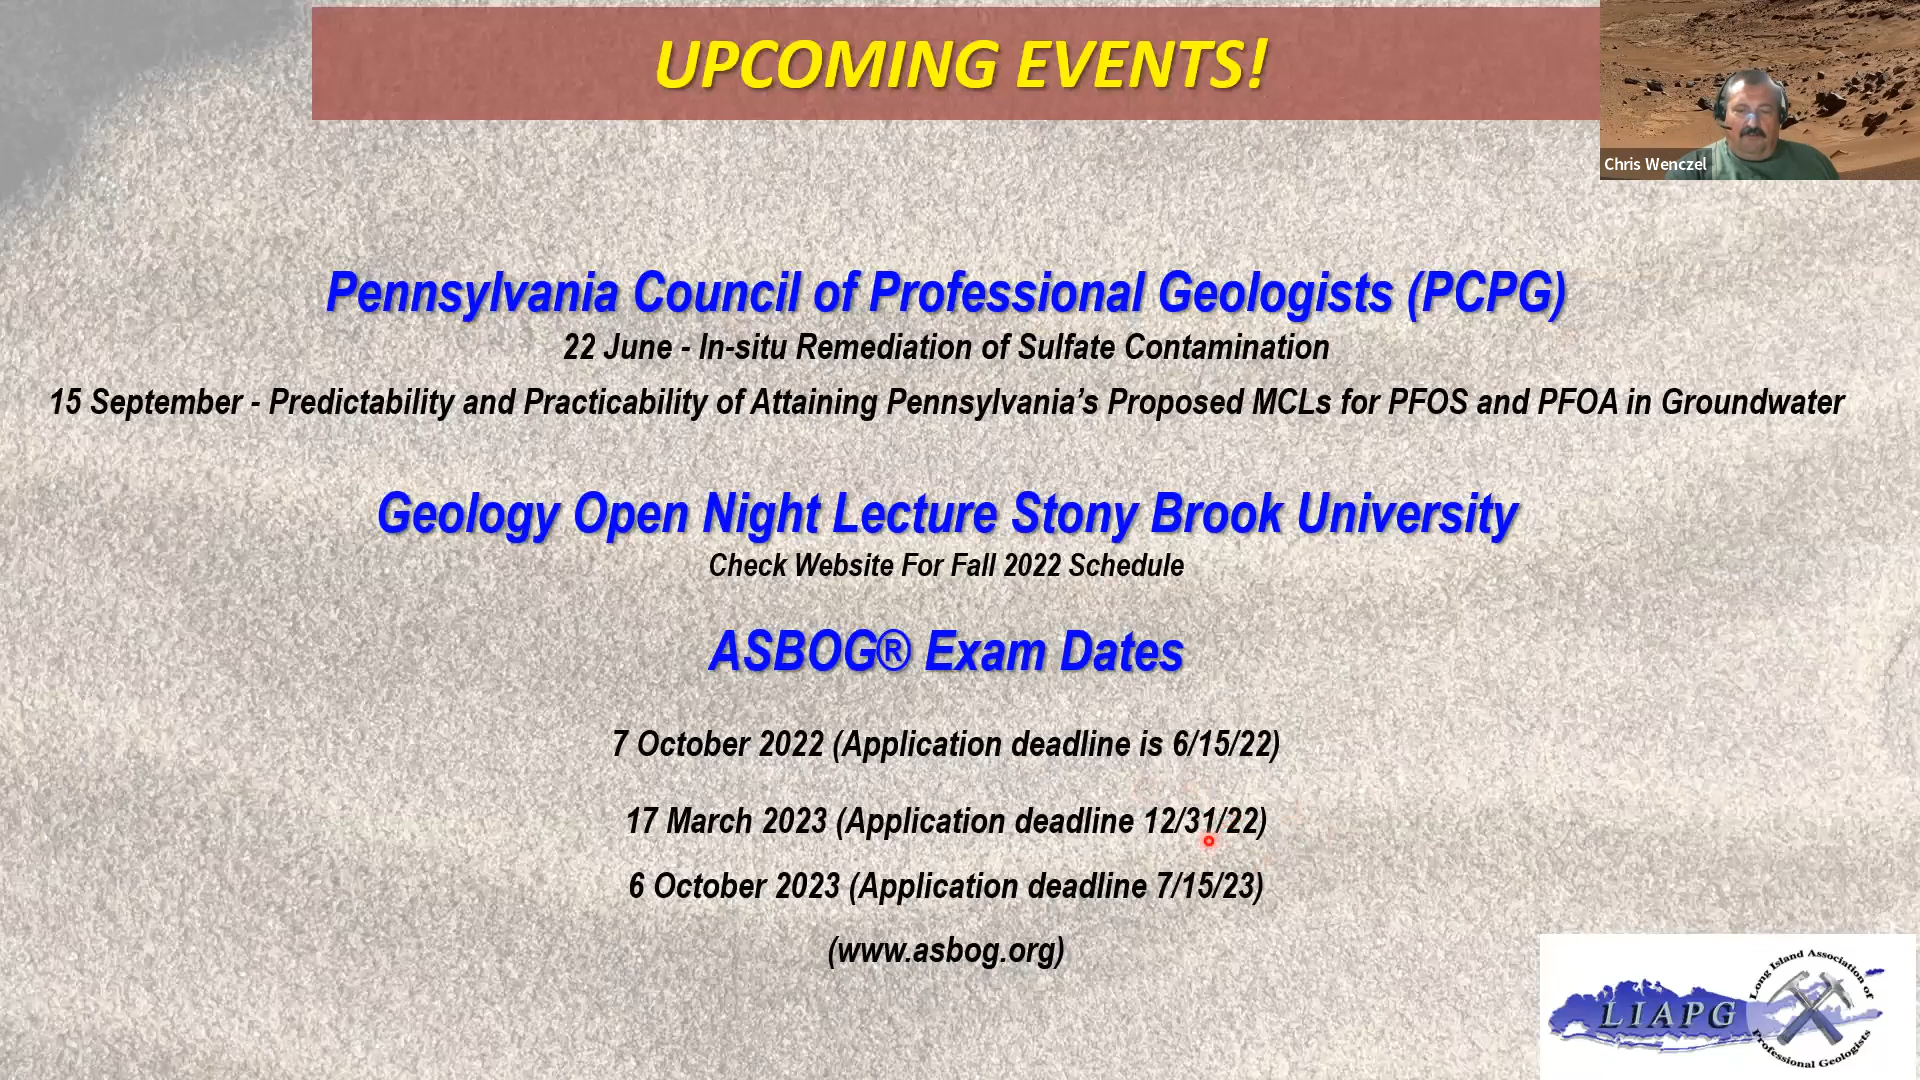 UPCOMING EVENTS!
Chris Wenczel
Pennsylvania Council of Professional Geologists (PCPG)
22 June - In-situ Remediation of Sulfate Contamination
15 September - Predictability and Practicability of Attaining Pennsylvania’s Proposed MCLs for PFOS and PFOA in Groundwater
Geology Open Night Lecture Stony Brook University
Check Website For Fall 2022 Schedule
ASBOG® Exam Dates
7 October 2022 (Application deadline is 6/15/22)
17 March 2023 (Application deadline 12/31/22)
6 October 2023 (Application deadline 7/15/23)
(www.asbog.org)
LIAPG
Long Island Association of
Professional Geologists